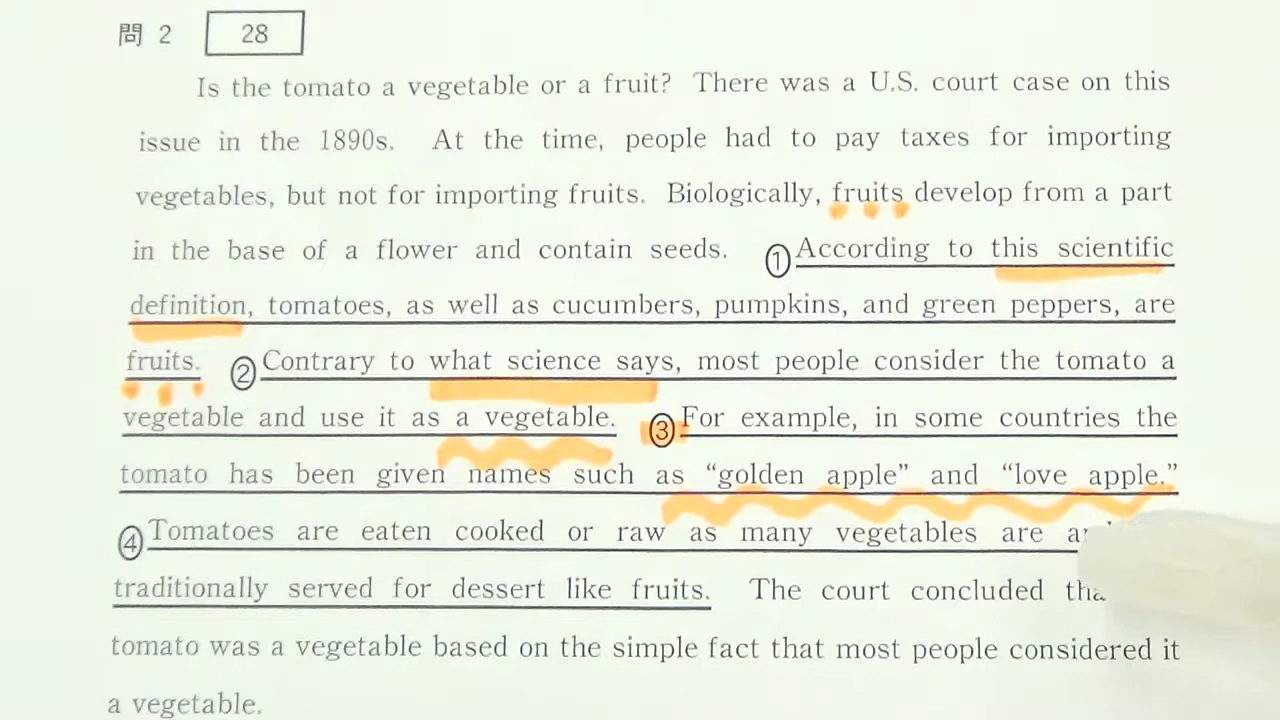 問 2 28
Is the tomato a vegetable or a fruit? There was a U.S. court case on this
issue in the 1890s. At the time, people had to pay taxes for importing
vegetables, but not for importing fruits. Biologically, fruits develop from a part
in the base of a flower and contain seeds. ①According to this scientific
definition, tomatoes, as well as cucumbers, pumpkins, and green peppers, are
fruits. ②Contrary to what science says, most people consider the tomato a
vegetable and use it as a vegetable. ③For example, in some countries the
tomato has been given names such as “golden apple” and “love apple.”
④Tomatoes are eaten cooked or raw as many vegetables are
traditionally served for dessert like fruits. The court concluded
tomato was a vegetable based on the simple fact that most people considered it
a vegetable.